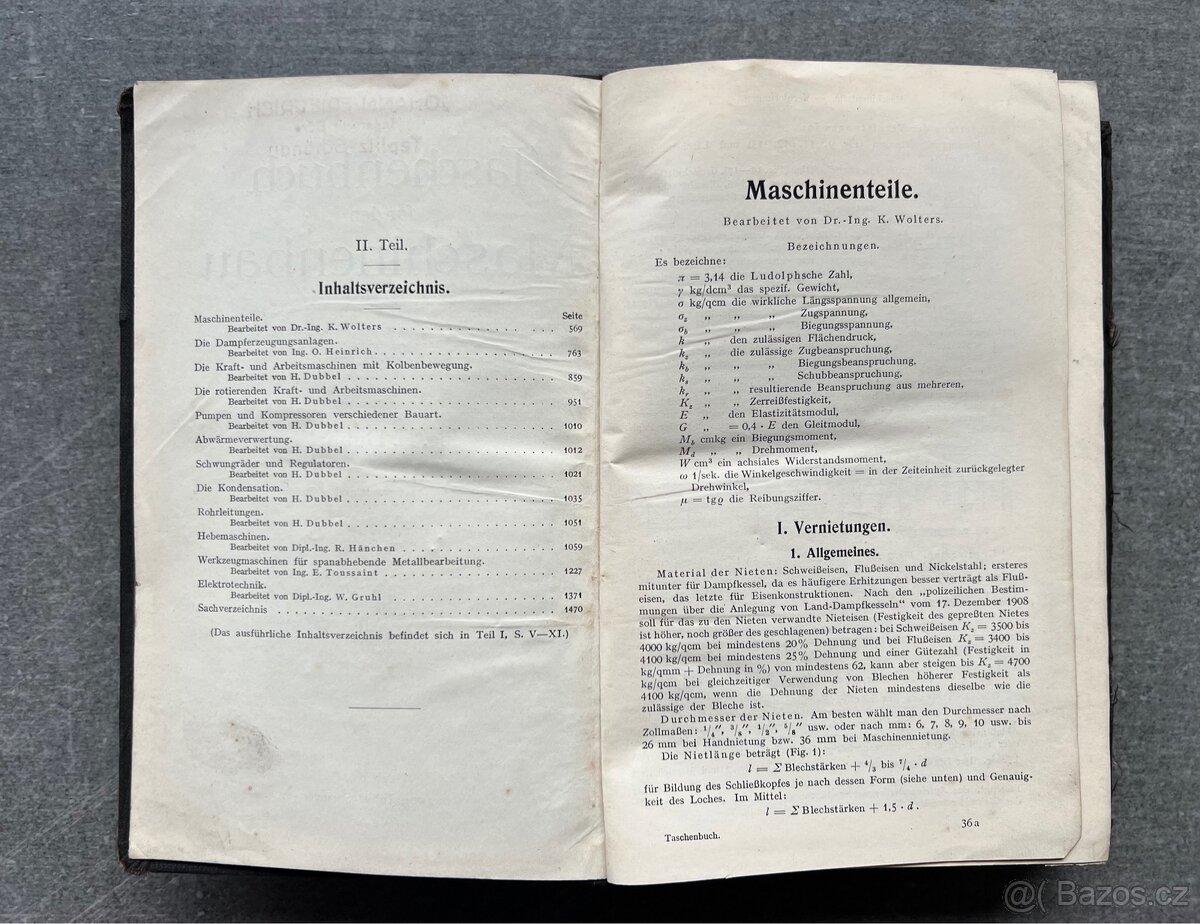 II. Teil.
Inhaltsverzeichnis.
Seite
Maschinenteile.
Bearbeitet von Dr.-Ing. K. Wolters . . . . . . . . . . . . . 569
Die Dampferzeugungsanlagen.
Bearbeitet von Ing. O. Heinrich . . . . . . . . . . . . . . 763
Die Kraft- und Arbeitsmaschinen mit Kolbenbewegung.
Bearbeitet von H. Dubbel . . . . . . . . . . . . . . . . . 859
Die rotierenden Kraft- und Arbeitsmaschinen.
Bearbeitet von H. Dubbel . . . . . . . . . . . . . . . . . 951
Pumpen und Kompressoren verschiedener Bauart.
Bearbeitet von H. Dubbel . . . . . . . . . . . . . . . . . 1010
Abwärmeverwertung.
Bearbeitet von H. Dubbel . . . . . . . . . . . . . . . . . 1012
Schwungräder und Regulatoren.
Bearbeitet von H. Dubbel . . . . . . . . . . . . . . . . . 1021
Die Kondensation.
Bearbeitet von H. Dubbel . . . . . . . . . . . . . . . . . 1035
Rohrleitungen.
Bearbeitet von H. Dubbel . . . . . . . . . . . . . . . . . 1051
Hebemaschinen.
Bearbeitet von Dipl.-Ing. R. Hänchen . . . . . . . . . . . . 1059
Werkzeugmaschinen für spanabhebende Metallbearbeitung.
Bearbeitet von Ing. E. Toussaint . . . . . . . . . . . . . . 1227
Elektrotechnik.
Bearbeitet von Dipl.-Ing. W. Gruhl . . . . . . . . . . . . . 1371
Sachverzeichnis . . . . . . . . . . . . . . . . . . . . . . 1470
(Das ausführliche Inhaltsverzeichnis befindet sich in Teil I, S. V—XI.)
Maschinenteile.
Bearbeitet von Dr.-Ing. K. Wolters.
Bezeichnungen.
Es bezeichne:
π = 3,14 die Ludolphsche Zahl,
γ kg/dcm³ das spezif. Gewicht,
σ kg/qcm die wirkliche Längsspannung allgemein,
σz „ „ „ Zugspannung,
σb „ „ „ Biegungsspannung,
k „ den zulässigen Flächendruck,
kz „ die zulässige Zugbeanspruchung,
kb „ „ „ Biegungsbeanspruchung,
ks „ „ „ Schubbeanspruchung,
kr „ „ resultierende Beanspruchung aus mehreren,
Kz „ „ Zerreißfestigkeit,
E „ den Elastizitätsmodul,
G „ = 0,4 · E den Gleitmodul,
Mb cmkg ein Biegungsmoment,
Md „ „ Drehmoment,
W cm³ ein achsiales Widerstandsmoment,
ω 1/sek. die Winkelgeschwindigkeit = in der Zeiteinheit zurückgelegter
Drehwinkel,
μ = tgϱ die Reibungsziffer.
I. Vernietungen.
1. Allgemeines.
Material der Nieten: Schweißeisen, Flußeisen und Nickelstahl; ersteres
mitunter für Dampfkessel, da es häufigere Erhitzungen besser verträgt als Fluß-
eisen, das letzte für Eisenkonstruktionen. Nach den „polizeilichen Bestim-
mungen über die Anlegung von Land-Dampfkesseln“ vom 17. Dezember 1908
soll für das zu den Nieten verwandte Nieteisen (Festigkeit des gepreßten Nietes
ist höher, noch größer des geschlagenen) betragen: bei Schweißeisen Kz = 3500 bis
4000 kg/qcm bei mindestens 20% Dehnung und bei Flußeisen Kz = 3400 bis
4100 kg/qcm bei mindestens 25% Dehnung und einer Gütezahl (Festigkeit in
kg/qmm + Dehnung in %) von mindestens 62, kann aber steigen bis Kz = 4700
kg/qcm bei gleichzeitiger Verwendung von Blechen höherer Festigkeit als
4100 kg/qcm, wenn die Dehnung der Nieten mindestens dieselbe wie die
zulässige der Bleche ist.
Durchmesser der Nieten. Am besten wählt man den Durchmesser nach
Zollmaßen: 1/4″, 3/8″, 1/2″, 5/8″ usw. oder nach mm: 6, 7, 8, 9, 10 usw. bis
26 mm bei Handnietung bzw. 36 mm bei Maschinennietung.
Die Nietlänge beträgt (Fig. 1):
l = Σ Blechstärken + 4/3 bis 7/4 · d
für Bildung des Schließkopfes je nach dessen Form (siehe unten) und Genauig-
keit des Loches. Im Mittel:
l = Σ Blechstärken + 1,5 · d.
Taschenbuch. 36a
@( Bazos.cz